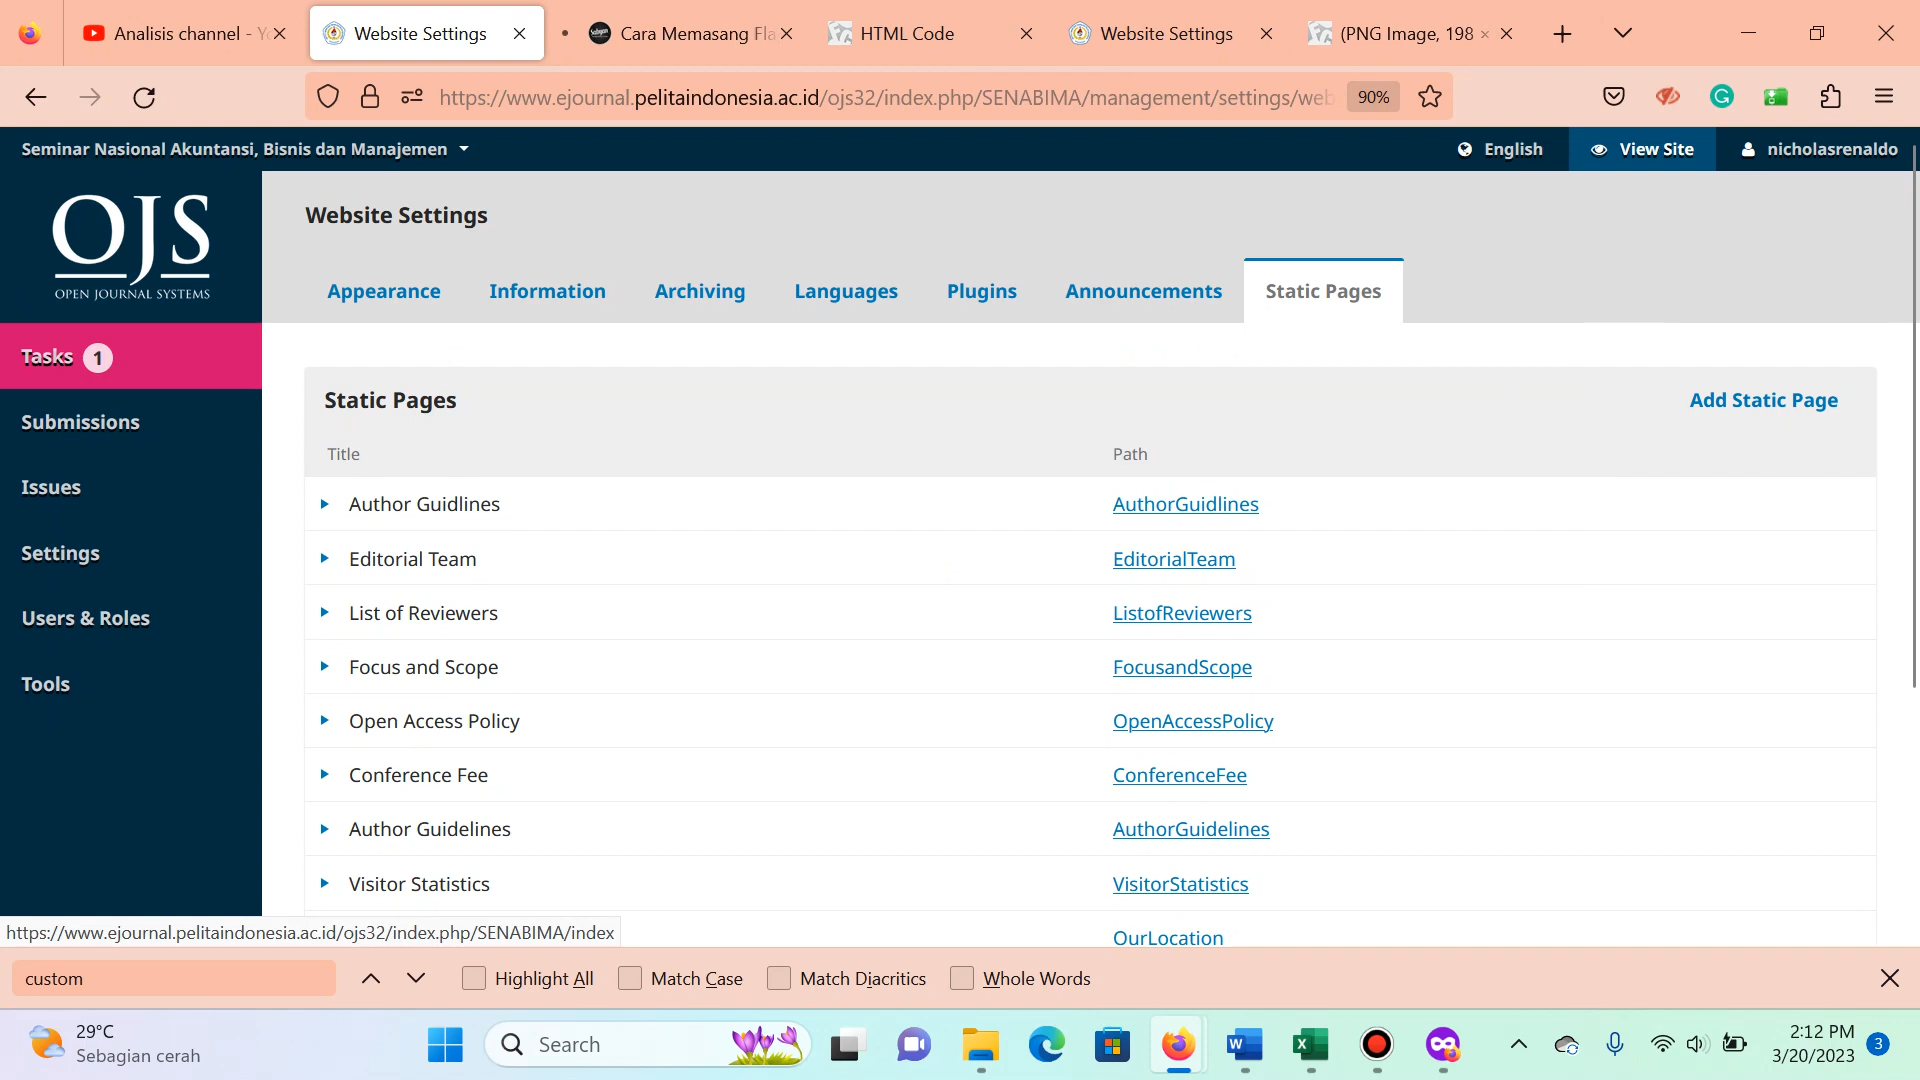 Analisis channel - Yo
Website Settings
Cara Memasang Fla
HTML Code
Website Settings
(PNG Image, 198 ×
https://www.ejournal.pelitaindonesia.ac.id/ojs32/index.php/SENABIMA/management/settings/web
90%
Seminar Nasional Akuntansi, Bisnis dan Manajemen
English
View Site
nicholasrenaldo
OJS
OPEN JOURNAL SYSTEMS
Website Settings
Appearance
Information
Archiving
Languages
Plugins
Announcements
Static Pages
Tasks 1
Submissions
Issues
Settings
Users & Roles
Tools
Static Pages
Add Static Page
Title
Path
Author Guidlines
AuthorGuidlines
Editorial Team
EditorialTeam
List of Reviewers
ListofReviewers
Focus and Scope
FocusandScope
Open Access Policy
OpenAccessPolicy
Conference Fee
ConferenceFee
Author Guidelines
AuthorGuidelines
Visitor Statistics
VisitorStatistics
OurLocation
https://www.ejournal.pelitaindonesia.ac.id/ojs32/index.php/SENABIMA/index
custom
Highlight All
Match Case
Match Diacritics
Whole Words
29°C
Sebagian cerah
Search
2:12 PM
3/20/2023
3